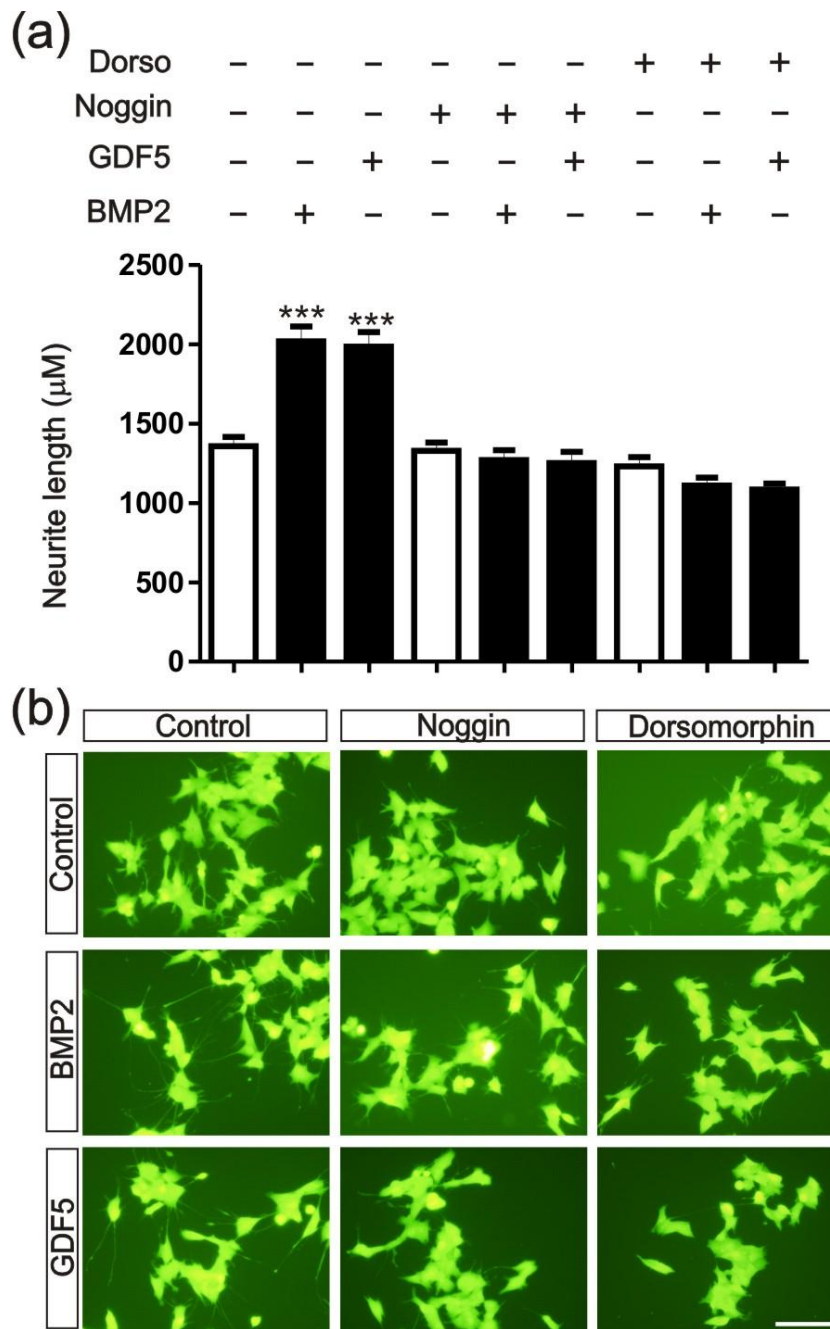 (a)
Dorso – – – – – – + + +
Noggin – – – + + + – – –
GDF5 – – + – – + – – +
BMP2 – + – – + – – + –
2500
2000
1500
1000
500
0
Neurite length (μM)
*** ***
(b)
Control Noggin Dorsomorphin
Control
BMP2
GDF5